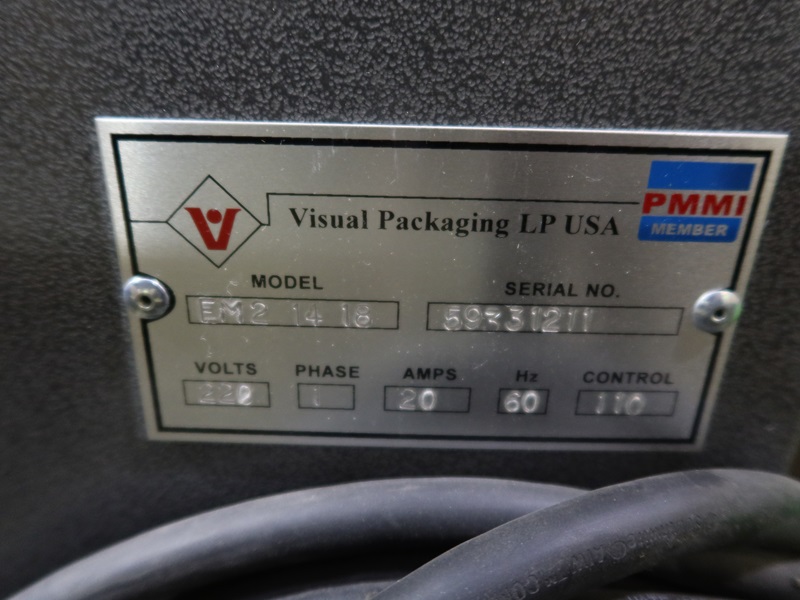 V
Visual Packaging LP USA
PMMI
MEMBER
MODEL
SERIAL NO.
EM2 14 18
VOLTS PHASE AMPS Hz CONTROL
220 1 20 60 110